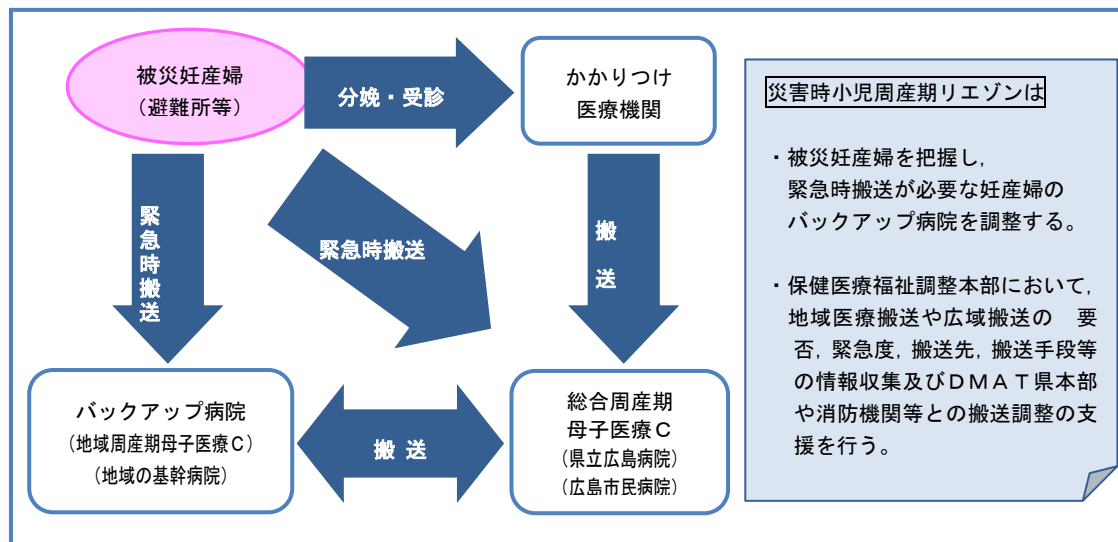 被災妊産婦
（避難所等）
分娩・受診
かかりつけ
医療機関
緊急時搬送
緊急時搬送
搬
送
バックアップ病院
（地域周産期母子医療Ｃ）
（地域の基幹病院）
搬 送
総合周産期
母子医療Ｃ
（県立広島病院）
（広島市民病院）
災害時小児周産期リエゾンは
・被災妊産婦を把握し，
緊急時搬送が必要な妊産婦の
バックアップ病院を調整する。
・保健医療福祉調整本部において，
地域医療搬送や広域搬送の　要
否，緊急度，搬送先，搬送手段等
の情報収集及びＤＭＡＴ県本部
や消防機関等との搬送調整の支
援を行う。